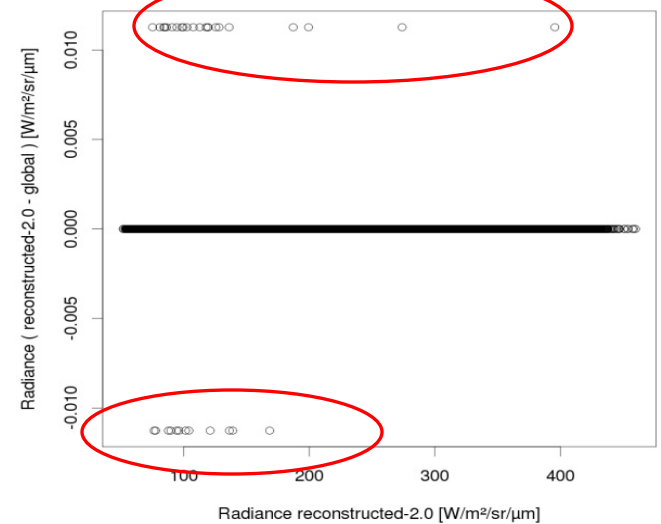 Radiance ( reconstructed-2.0 - global ) [W/m²/sr/µm]
0.010
0.005
0.000
-0.005
-0.010
100 200 300 400
Radiance reconstructed-2.0 [W/m²/sr/µm]